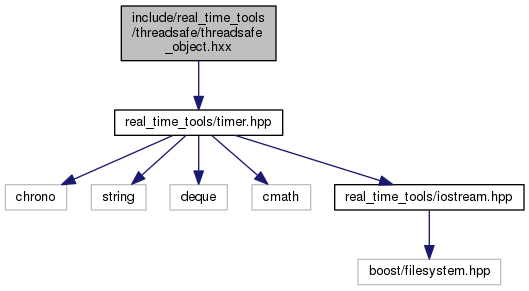 include/real_time_tools
/threadsafe/threadsafe
_object.hxx
real_time_tools/timer.hpp
chrono
string
deque
cmath
real_time_tools/iostream.hpp
boost/filesystem.hpp